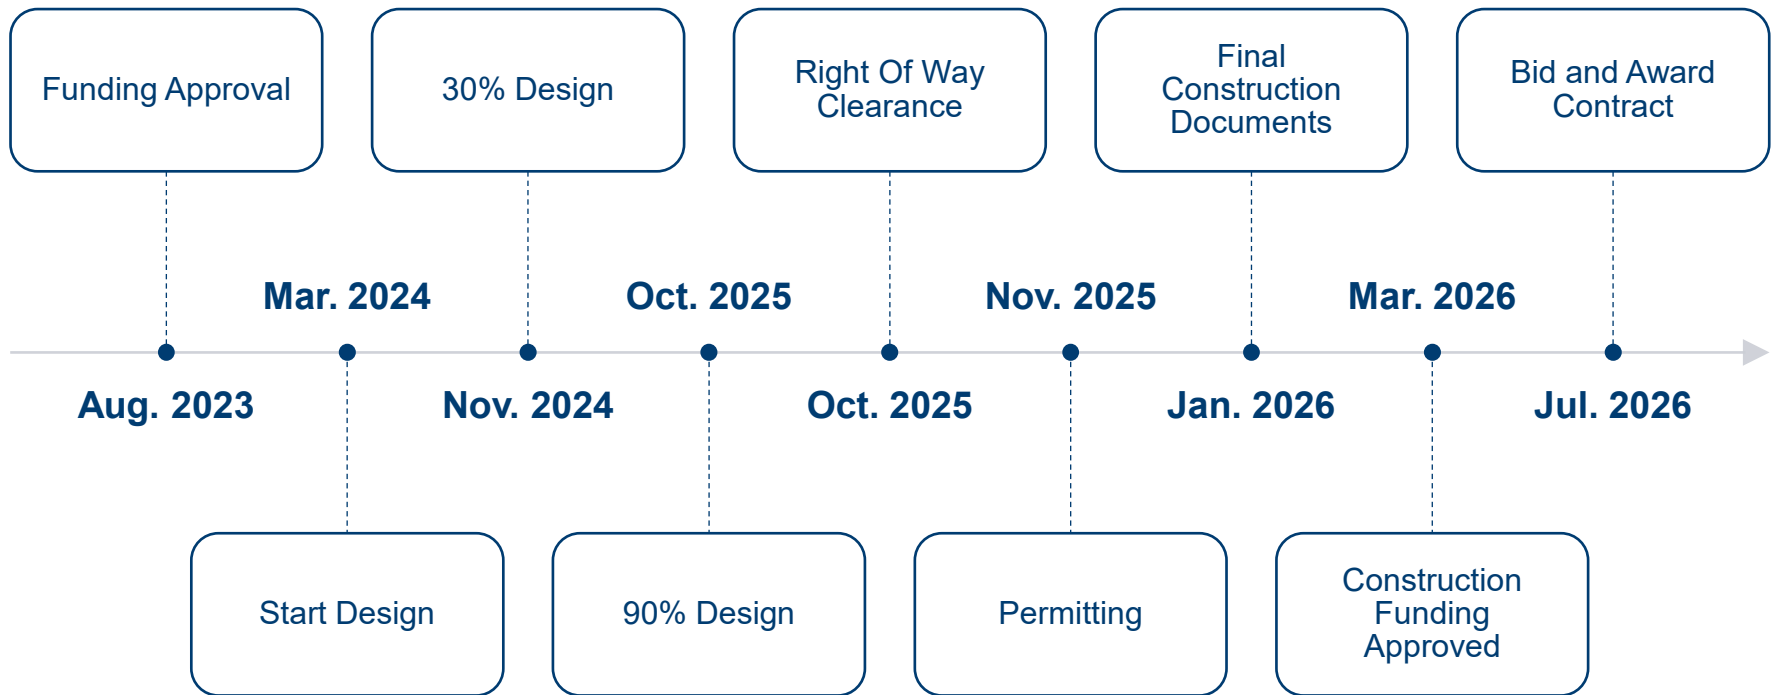 Funding Approval
30% Design
Right Of Way
Clearance
Final
Construction
Documents
Bid and Award
Contract
Mar. 2024
Oct. 2025
Nov. 2025
Mar. 2026
Aug. 2023
Nov. 2024
Oct. 2025
Jan. 2026
Jul. 2026
Start Design
90% Design
Permitting
Construction
Funding
Approved